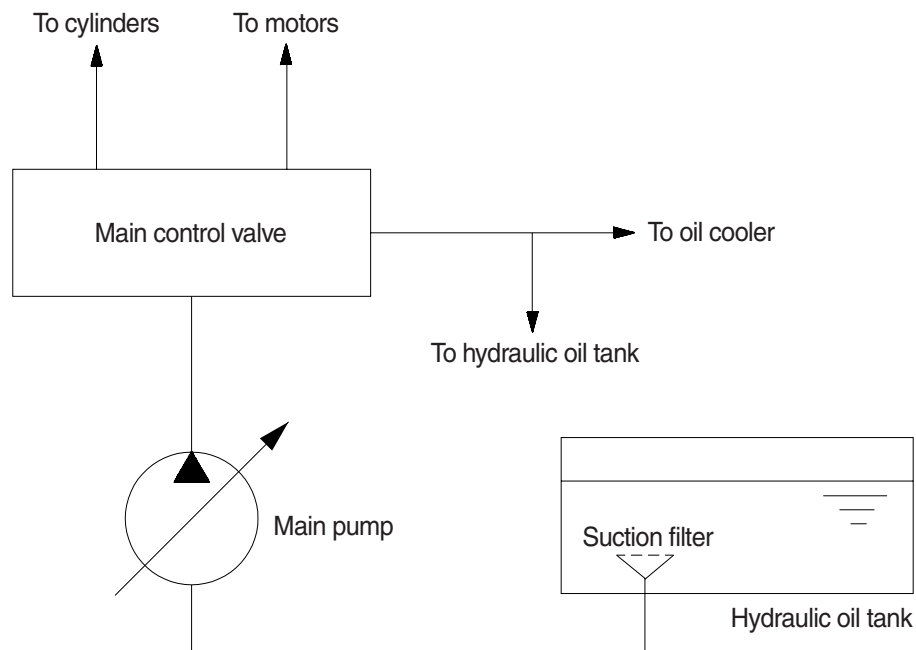 To cylinders
To motors
Main control valve
To oil cooler
To hydraulic oil tank
Main pump
Suction filter
Hydraulic oil tank